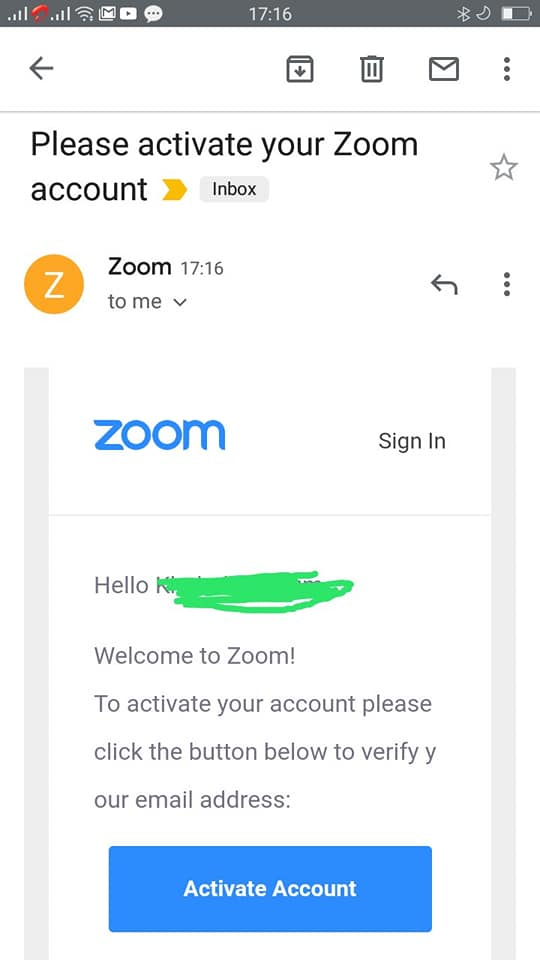 17:16
Please activate your Zoom
account Inbox
Z
Zoom 17:16
to me
zoom
Sign In
Hello
Welcome to Zoom!
To activate your account please
click the button below to verify y
our email address:
Activate Account